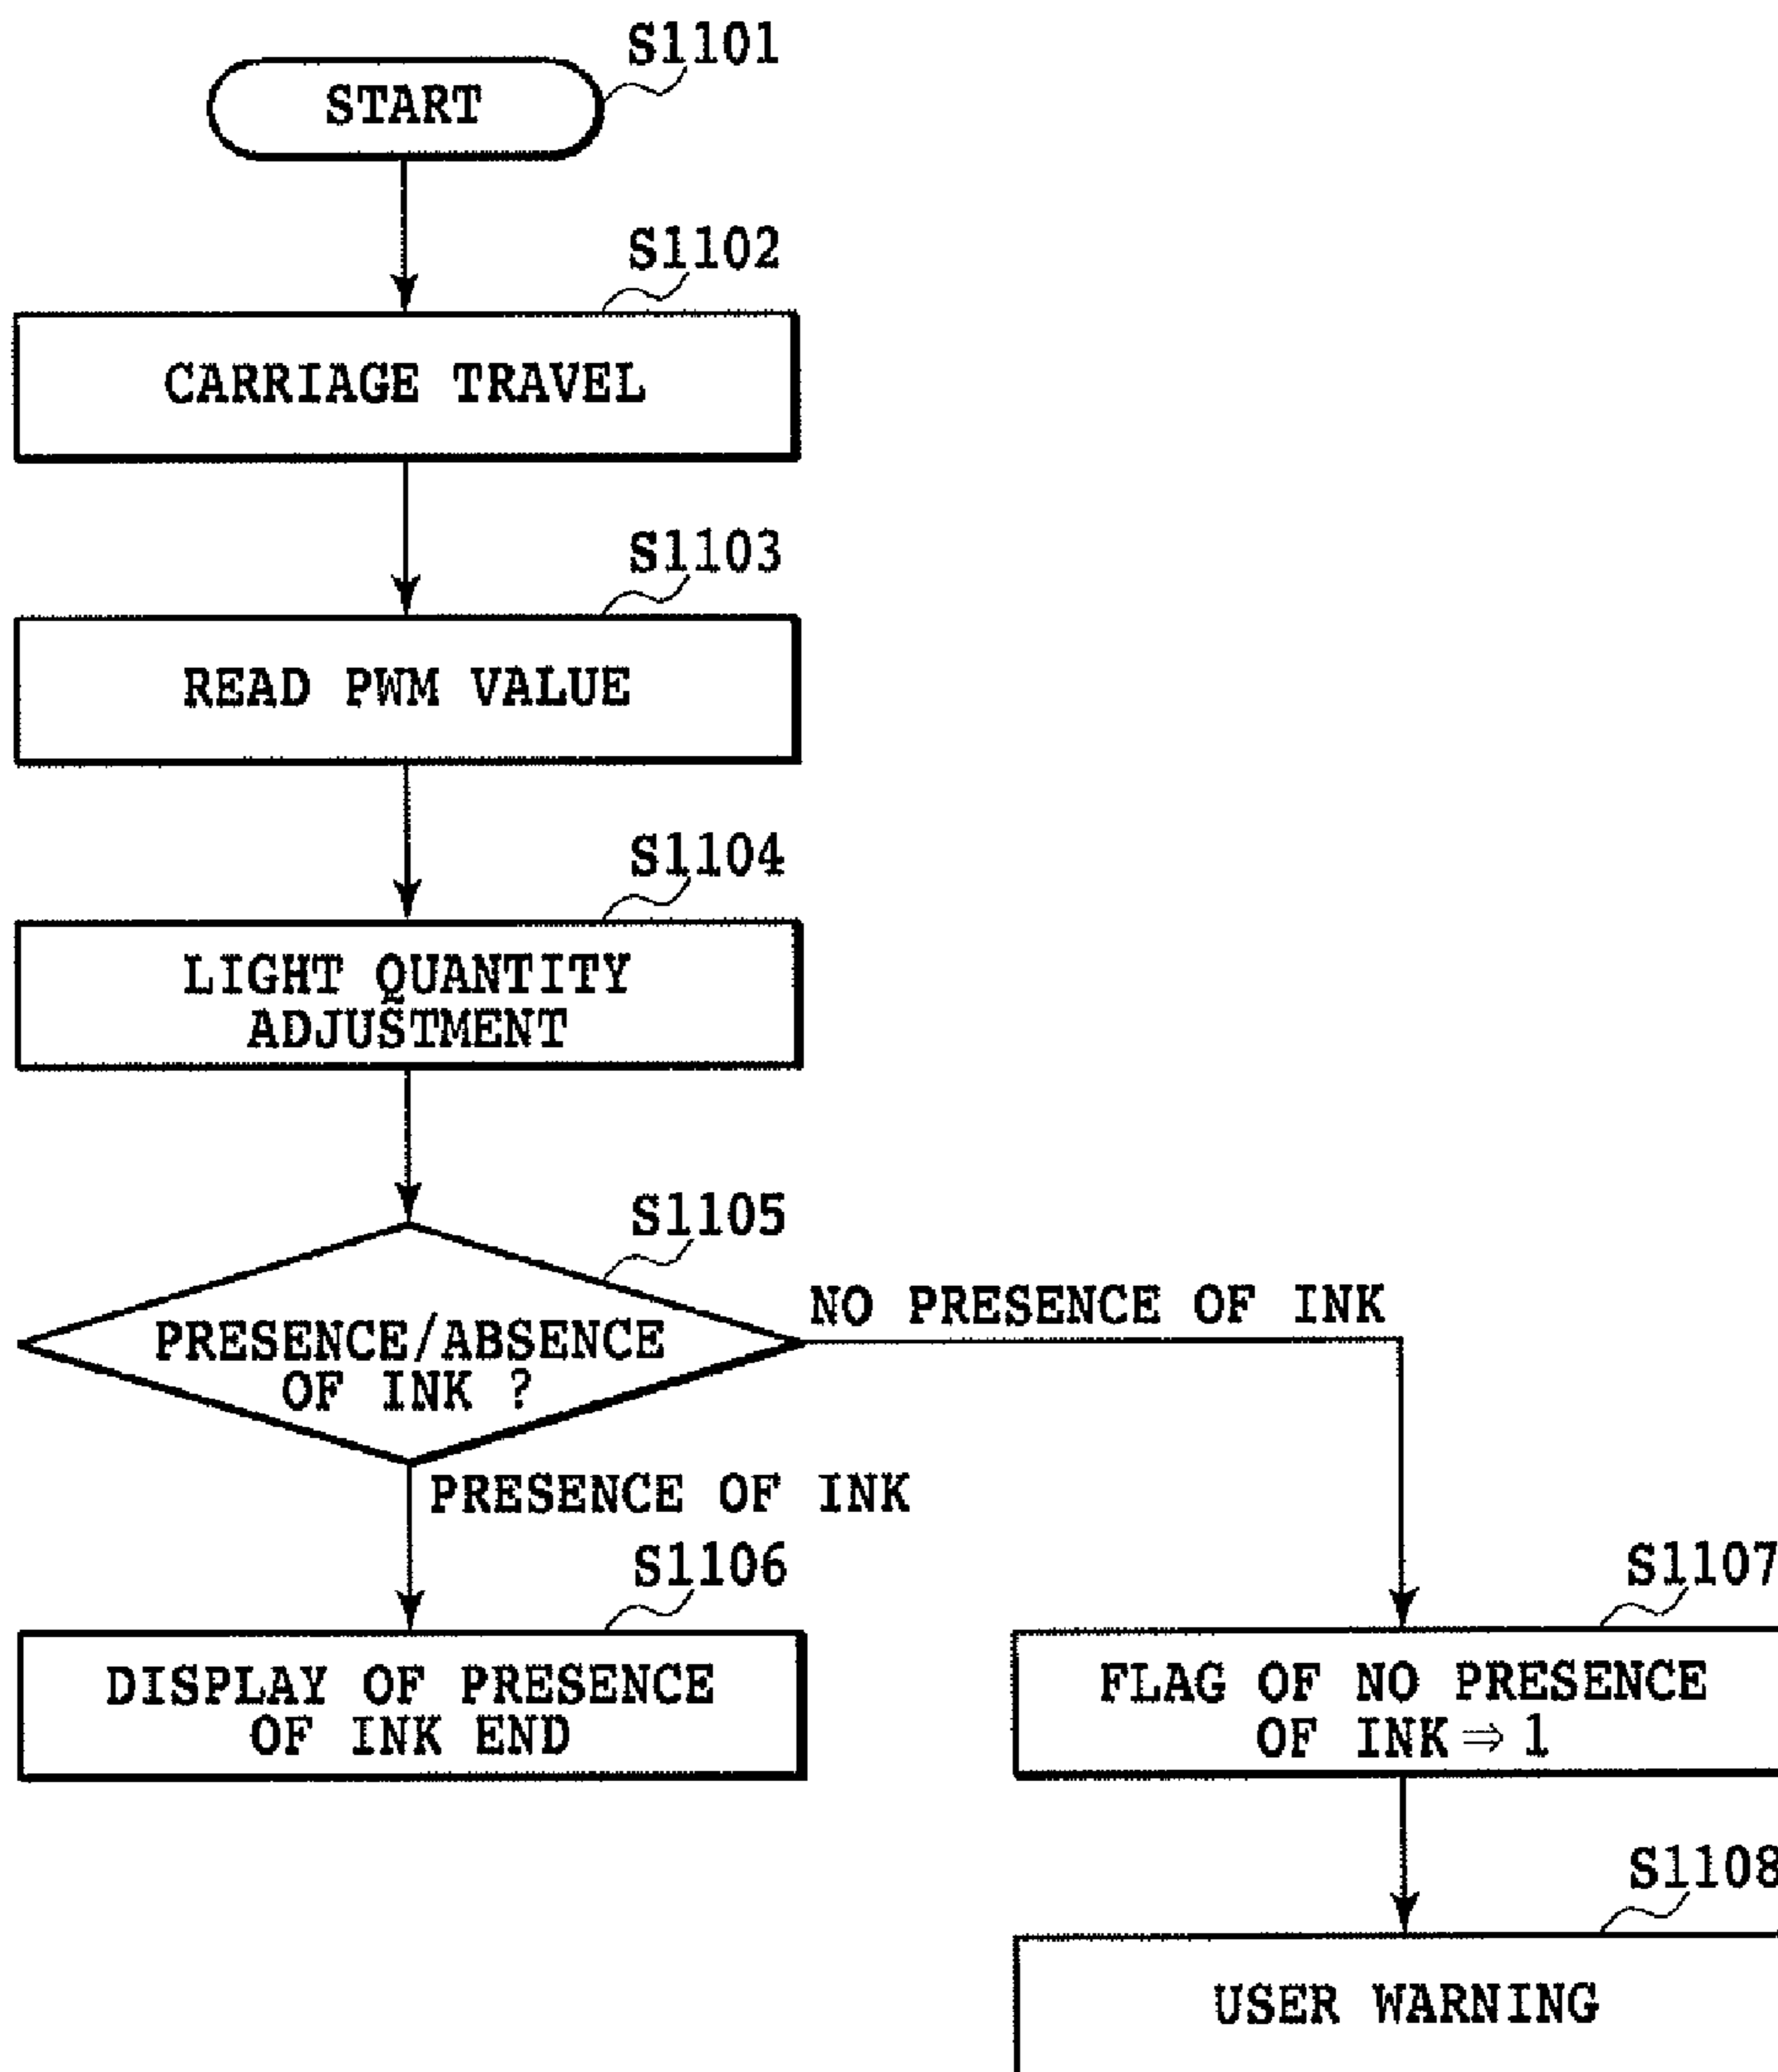 S1101
START
S1102
CARRIAGE TRAVEL
S1103
READ PWM VALUE
S1104
LIGHT QUANTITY
ADJUSTMENT
S1105
PRESENCE/ABSENCE
OF INK ?
NO PRESENCE OF INK
PRESENCE OF INK
S1106
DISPLAY OF PRESENCE
OF INK END
S1107
FLAG OF NO PRESENCE
OF INK ⇒ 1
S1108
USER WARNING